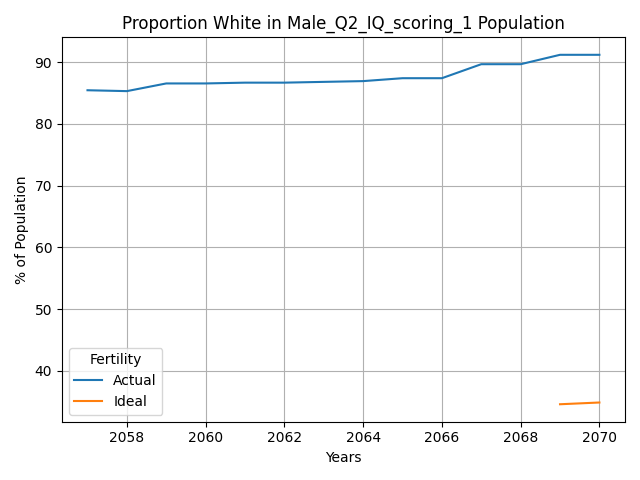 Proportion White in Male_Q2_IQ_scoring_1 Population
% of Population
90
80
70
60
50
40
Fertility
Actual
Ideal
2058 2060 2062 2064 2066 2068 2070
Years